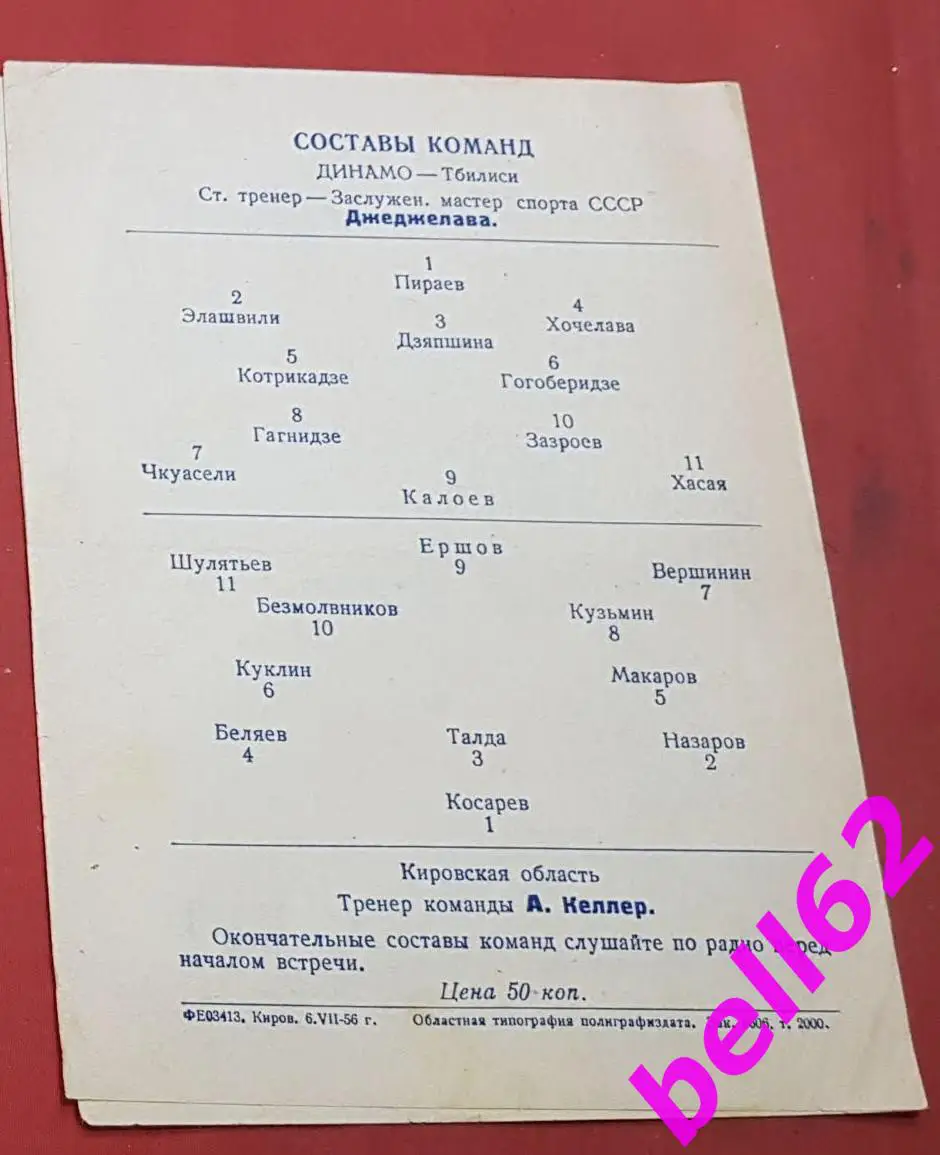 СОСТАВЫ КОМАНД
ДИНАМО — Тбилиси
Ст. тренер — Заслужен. мастер спорта СССР
Джеджелава.
1
Пираев
2
Элашвили
3
Дзяпшина
4
Хочелава
5
Котрикадзе
6
Гогоберидзе
8
Гагнидзе
10
Зазроев
7
Чкуасели
9
Калоев
11
Хасая
Ершов
9
Шулятьев
11
Вершинин
7
Безмолвников
10
Кузьмин
8
Куклин
6
Макаров
5
Беляев
4
Талда
3
Назаров
2
Косарев
1
Кировская область
Тренер команды А. Келлер.
Окончательные составы команд слушайте по радио перед
началом встречи.
Цена 50 коп.
ФЕ03413. Киров. 6.VII-56 г. Областная типография полиграфиздата. т. 2000.
bell62